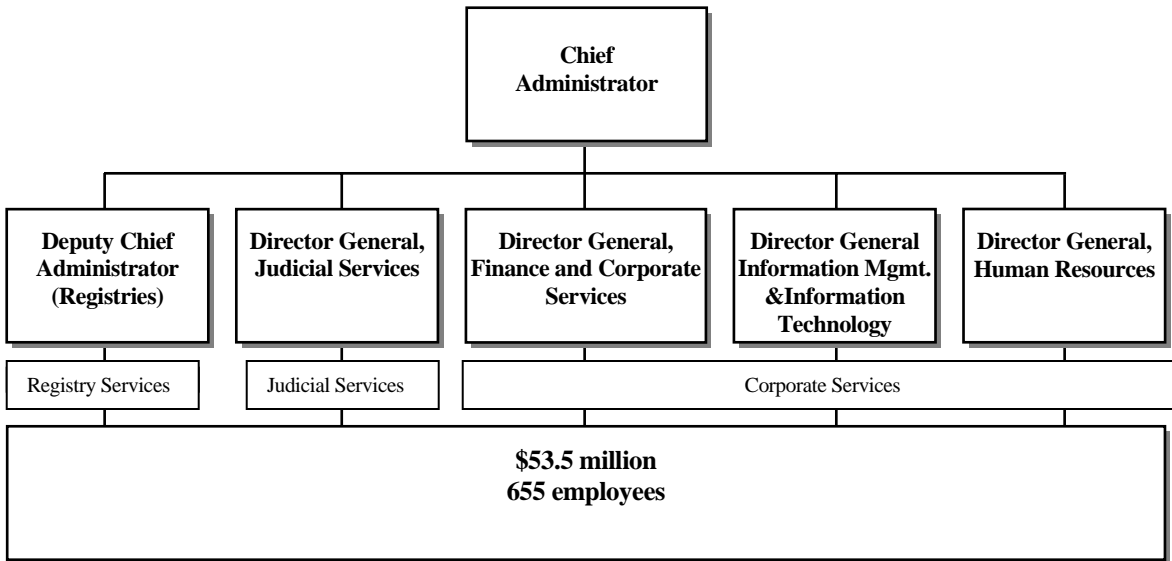 Chief
Administrator
Deputy Chief
Administrator
(Registries)
Director General,
Judicial Services
Director General,
Finance and Corporate
Services
Director General
Information Mgmt.
&Information
Technology
Director General,
Human Resources
Registry Services
Judicial Services
Corporate Services
$53.5 million
655 employees